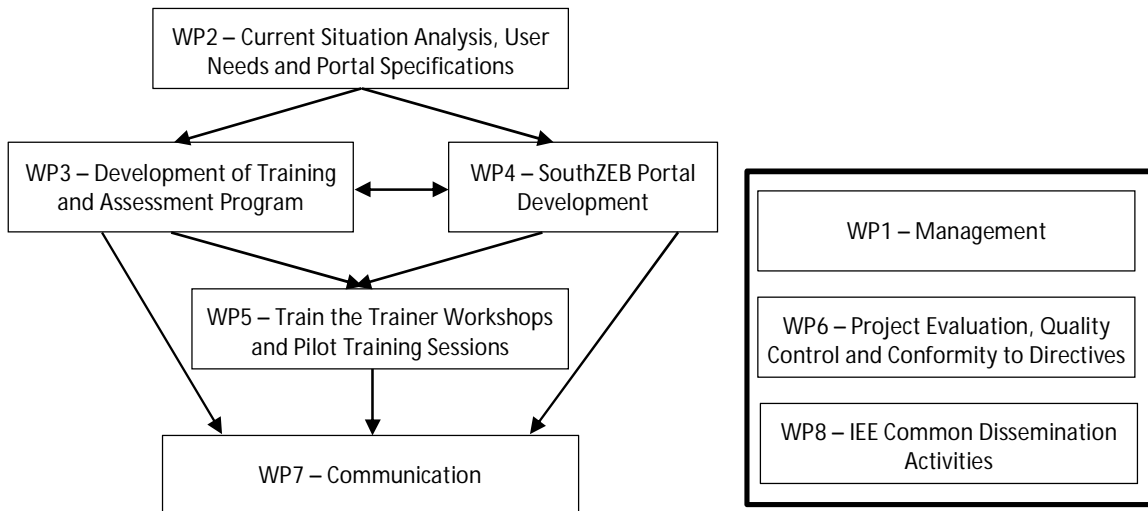 WP2 – Current Situation Analysis, User
Needs and Portal Specifications
WP3 – Development of Training
and Assessment Program
WP4 – SouthZEB Portal
Development
WP5 – Train the Trainer Workshops
and Pilot Training Sessions
WP7 – Communication
WP1 – Management
WP6 – Project Evaluation, Quality
Control and Conformity to Directives
WP8 – IEE Common Dissemination
Activities